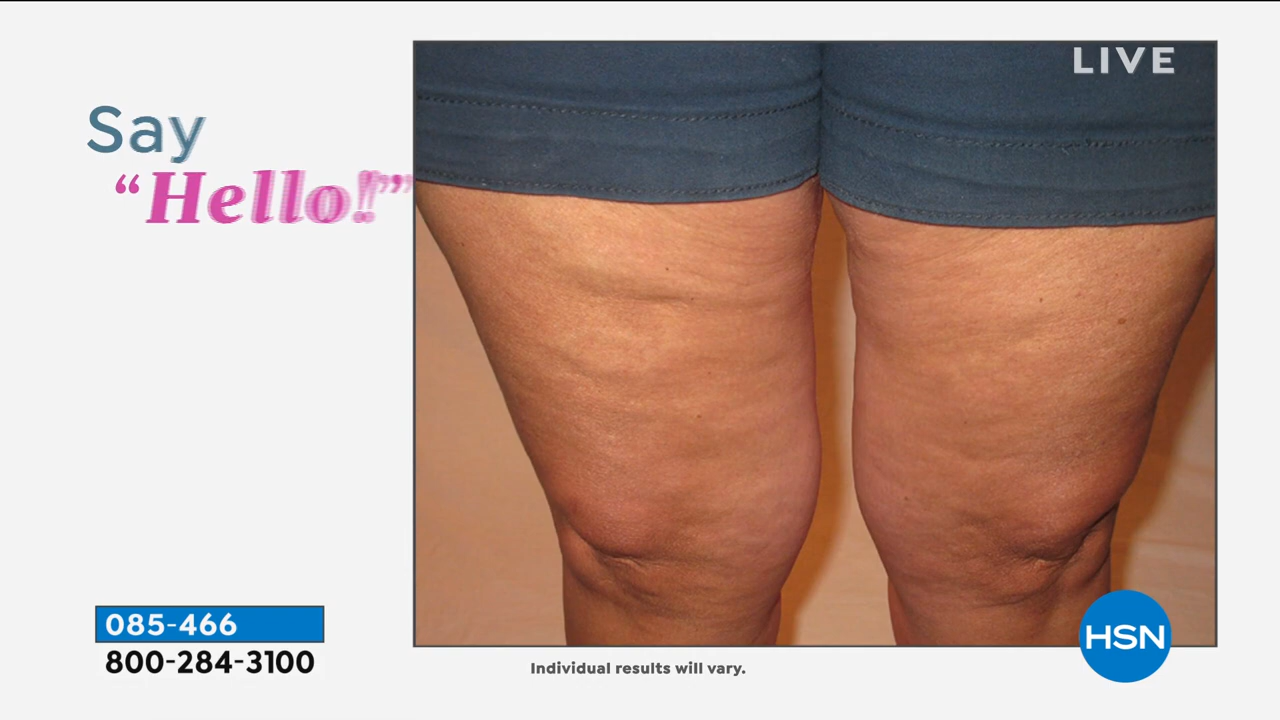 LIVE
Say
“Hello!”
085-466
800-284-3100
Individual results will vary.
HSN